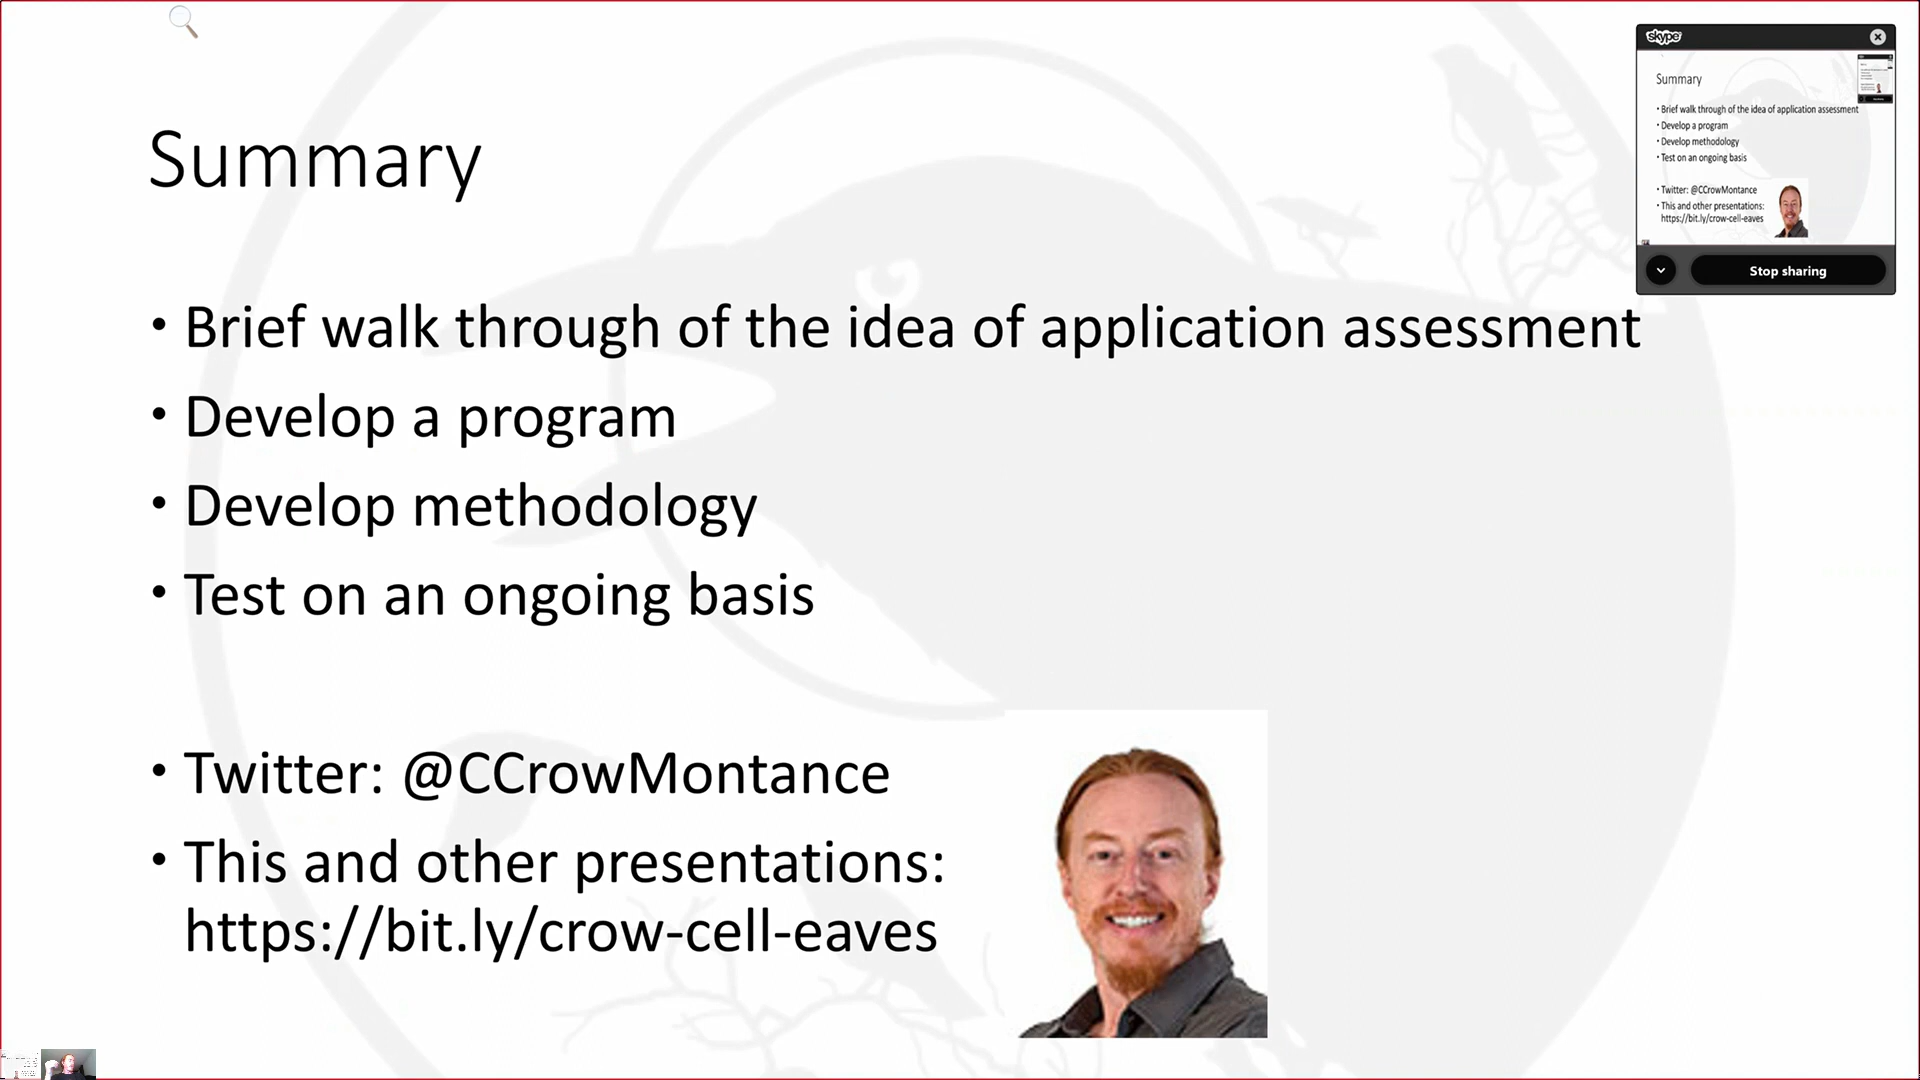 Summary
• Brief walk through of the idea of application assessment
• Develop a program
• Develop methodology
• Test on an ongoing basis
• Twitter: @CCrowMontance
• This and other presentations:
https://bit.ly/crow-cell-eaves
skype
Summary
• Brief walk through of the idea of application assessment
• Develop a program
• Develop methodology
• Test on an ongoing basis
• Twitter: @CCrowMontance
• This and other presentations:
https://bit.ly/crow-cell-eaves
Stop sharing